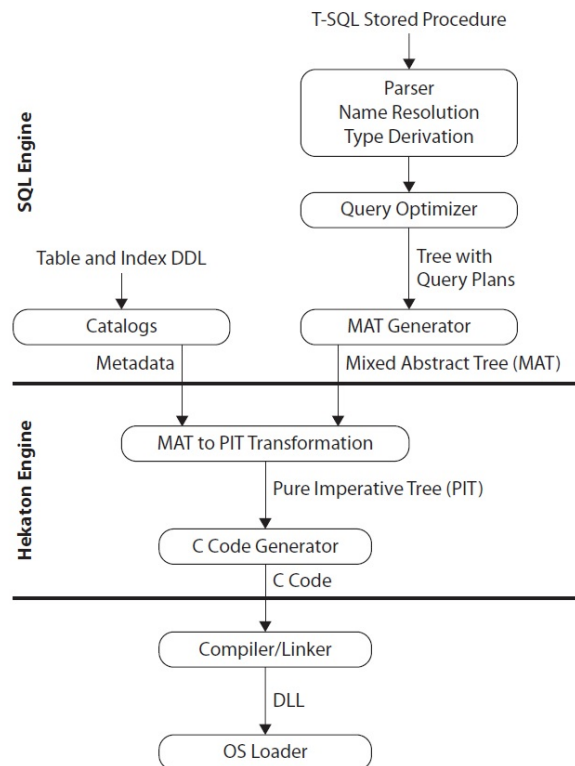 T-SQL Stored Procedure
Parser
Name Resolution
Type Derivation
SQL Engine
Query Optimizer
Table and Index DDL
Tree with
Query Plans
Catalogs
MAT Generator
Metadata
Mixed Abstract Tree (MAT)
Hekaton Engine
MAT to PIT Transformation
Pure Imperative Tree (PIT)
C Code Generator
C Code
Compiler/Linker
DLL
OS Loader